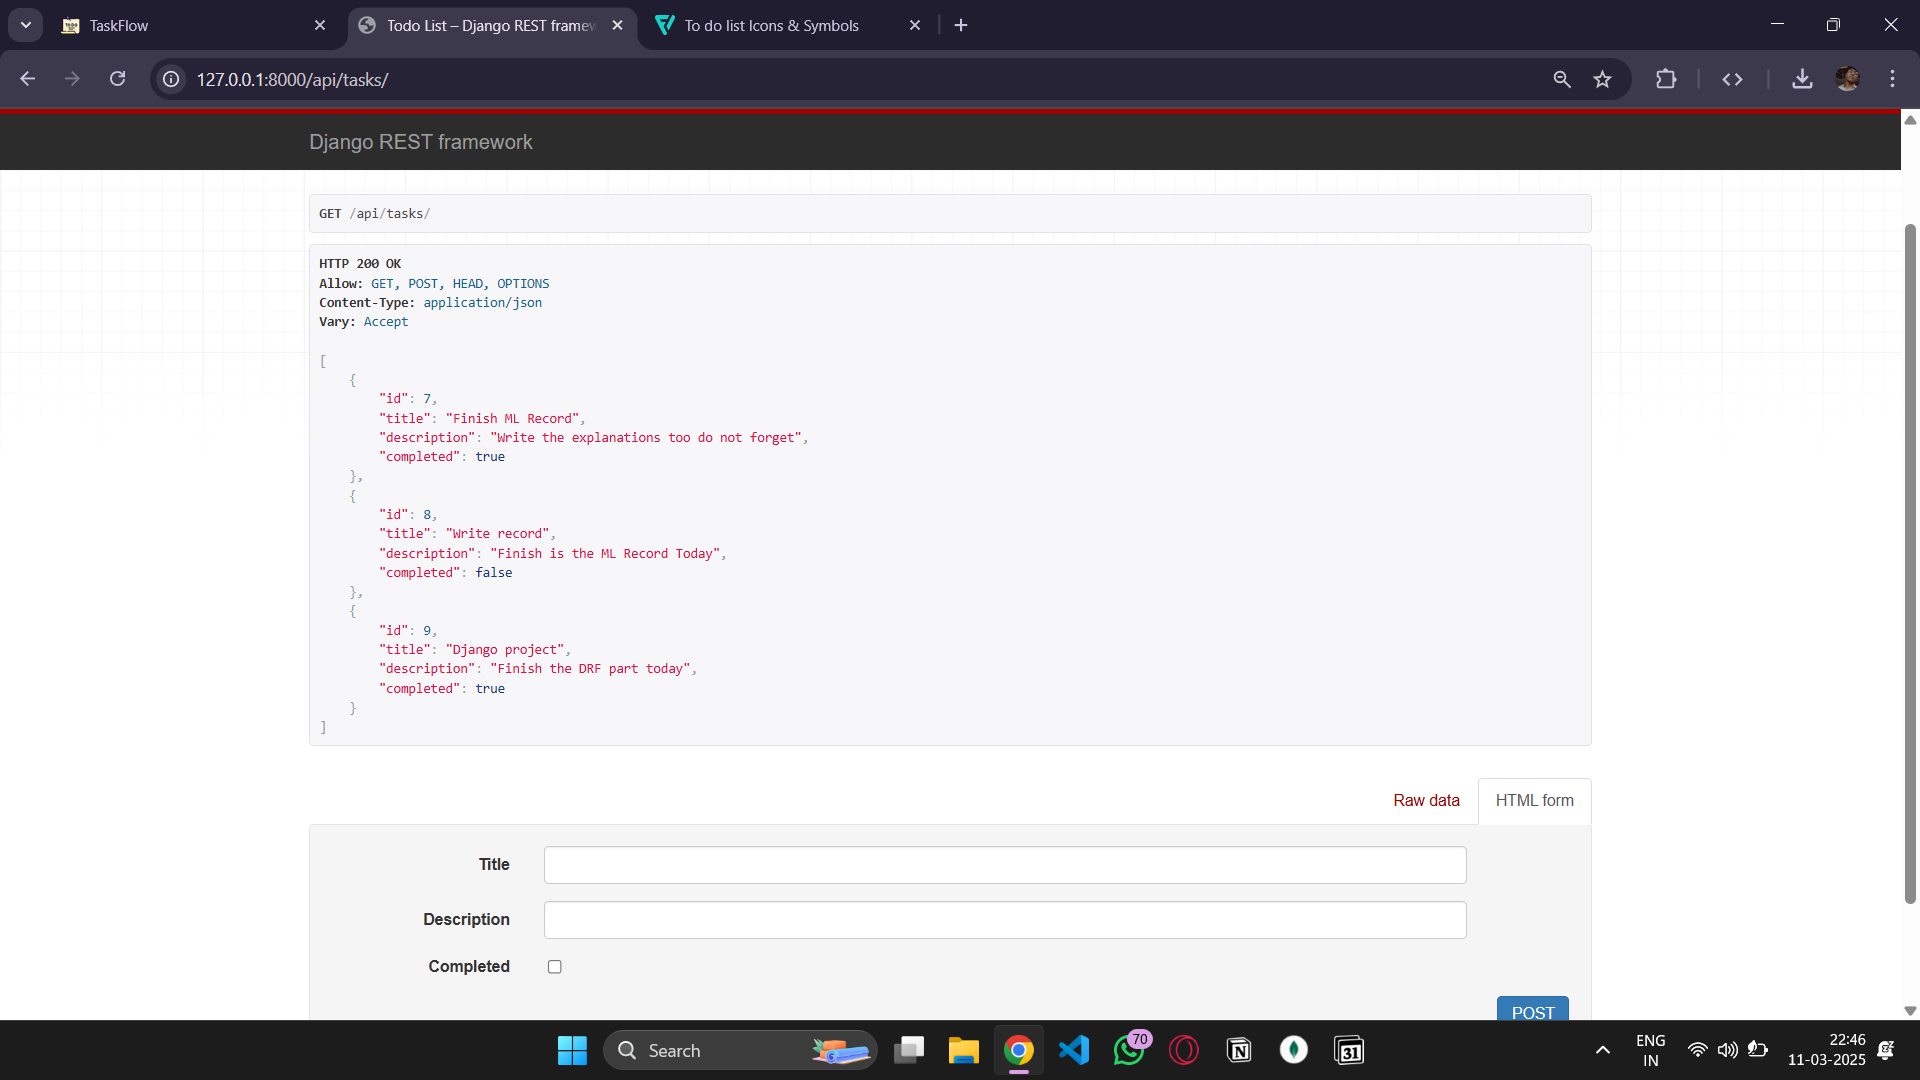 TaskFlow
Todo List – Django REST framew
To do list Icons & Symbols
127.0.0.1:8000/api/tasks/
Django REST framework
GET /api/tasks/
HTTP 200 OK
Allow: GET, POST, HEAD, OPTIONS
Content-Type: application/json
Vary: Accept
[
    {
        "id": 7,
        "title": "Finish ML Record",
        "description": "Write the explanations too do not forget",
        "completed": true
    },
    {
        "id": 8,
        "title": "Write record",
        "description": "Finish is the ML Record Today",
        "completed": false
    },
    {
        "id": 9,
        "title": "Django project",
        "description": "Finish the DRF part today",
        "completed": true
    }
]
Raw data
HTML form
Title
Description
Completed
POST
Search
70
31
ENG
IN
22:46
11-03-2025